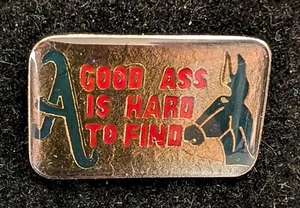 A GOOD ASS
IS HARD
TO FIND